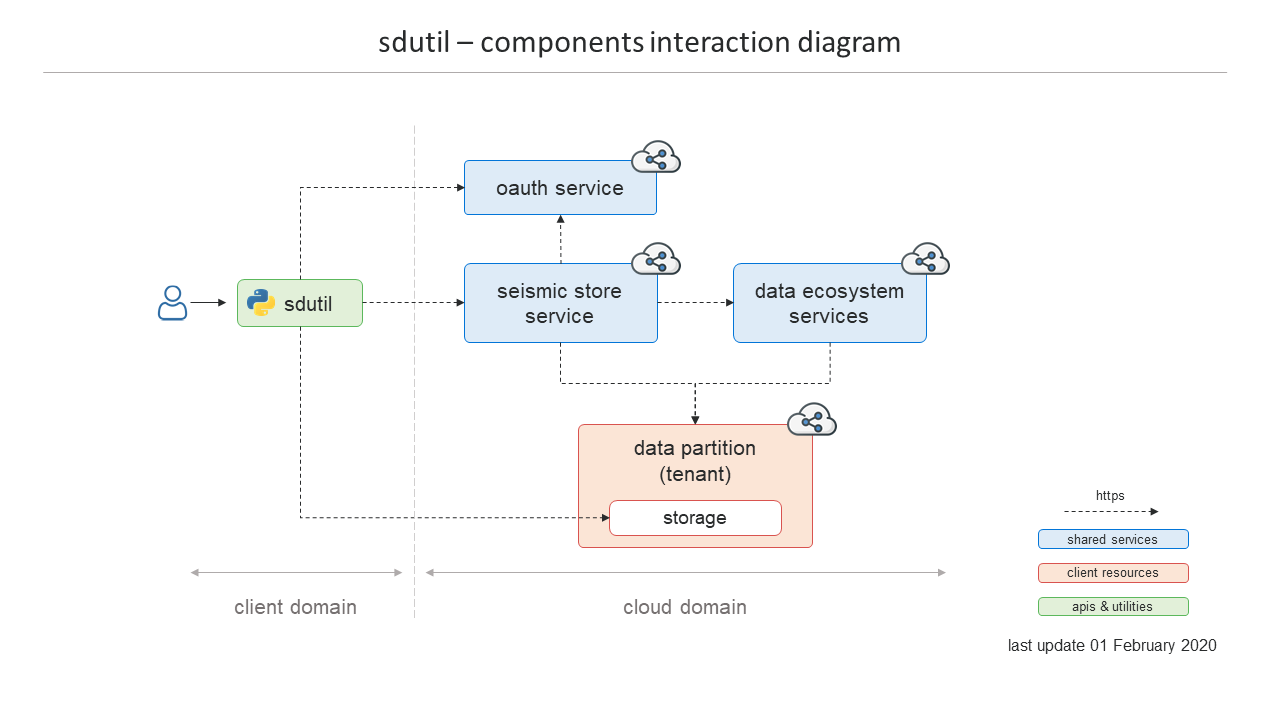 sdutil – components interaction diagram
oauth service
sdutil
seismic store
service
data ecosystem
services
data partition
(tenant)
storage
client domain
cloud domain
https
shared services
client resources
apis & utilities
last update 01 February 2020